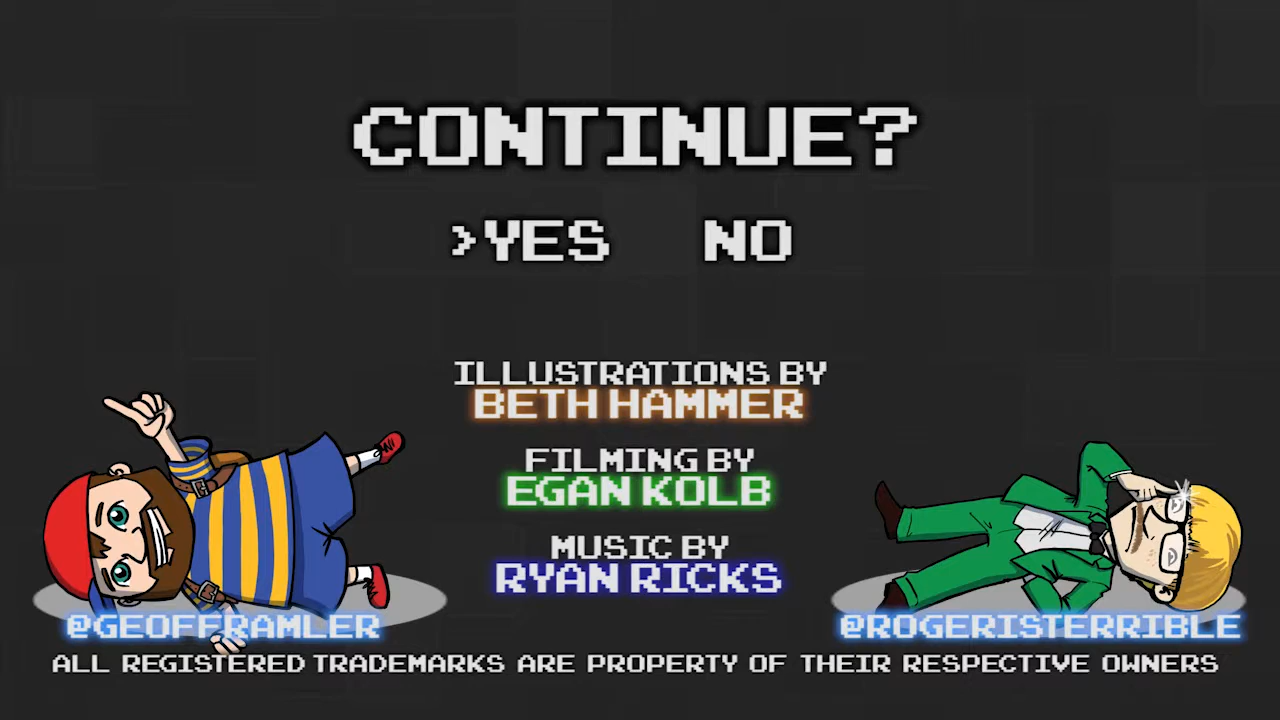 CONTINUE?
>YES NO
ILLUSTRATIONS BY
BETH HAMMER
FILMING BY
EGAN KOLB
MUSIC BY
RYAN RICKS
@GEOFFRAMLER
@ROGERISTERRIBLE
ALL REGISTERED TRADEMARKS ARE PROPERTY OF THEIR RESPECTIVE OWNERS